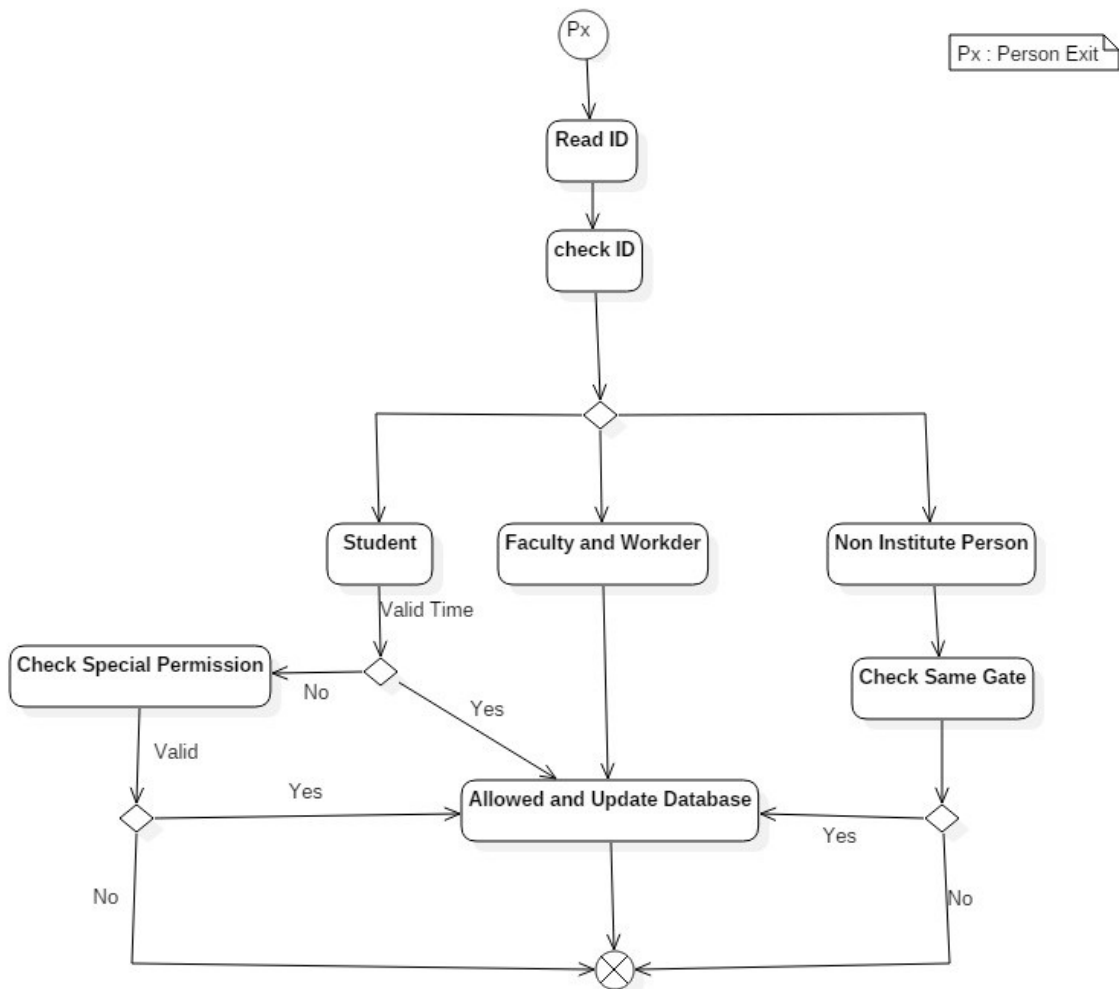 Px
Px : Person Exit
Read ID
check ID
Student
Faculty and Workder
Non Institute Person
Valid Time
Check Special Permission
No
Yes
Check Same Gate
Valid
Yes
Allowed and Update Database
Yes
No
No